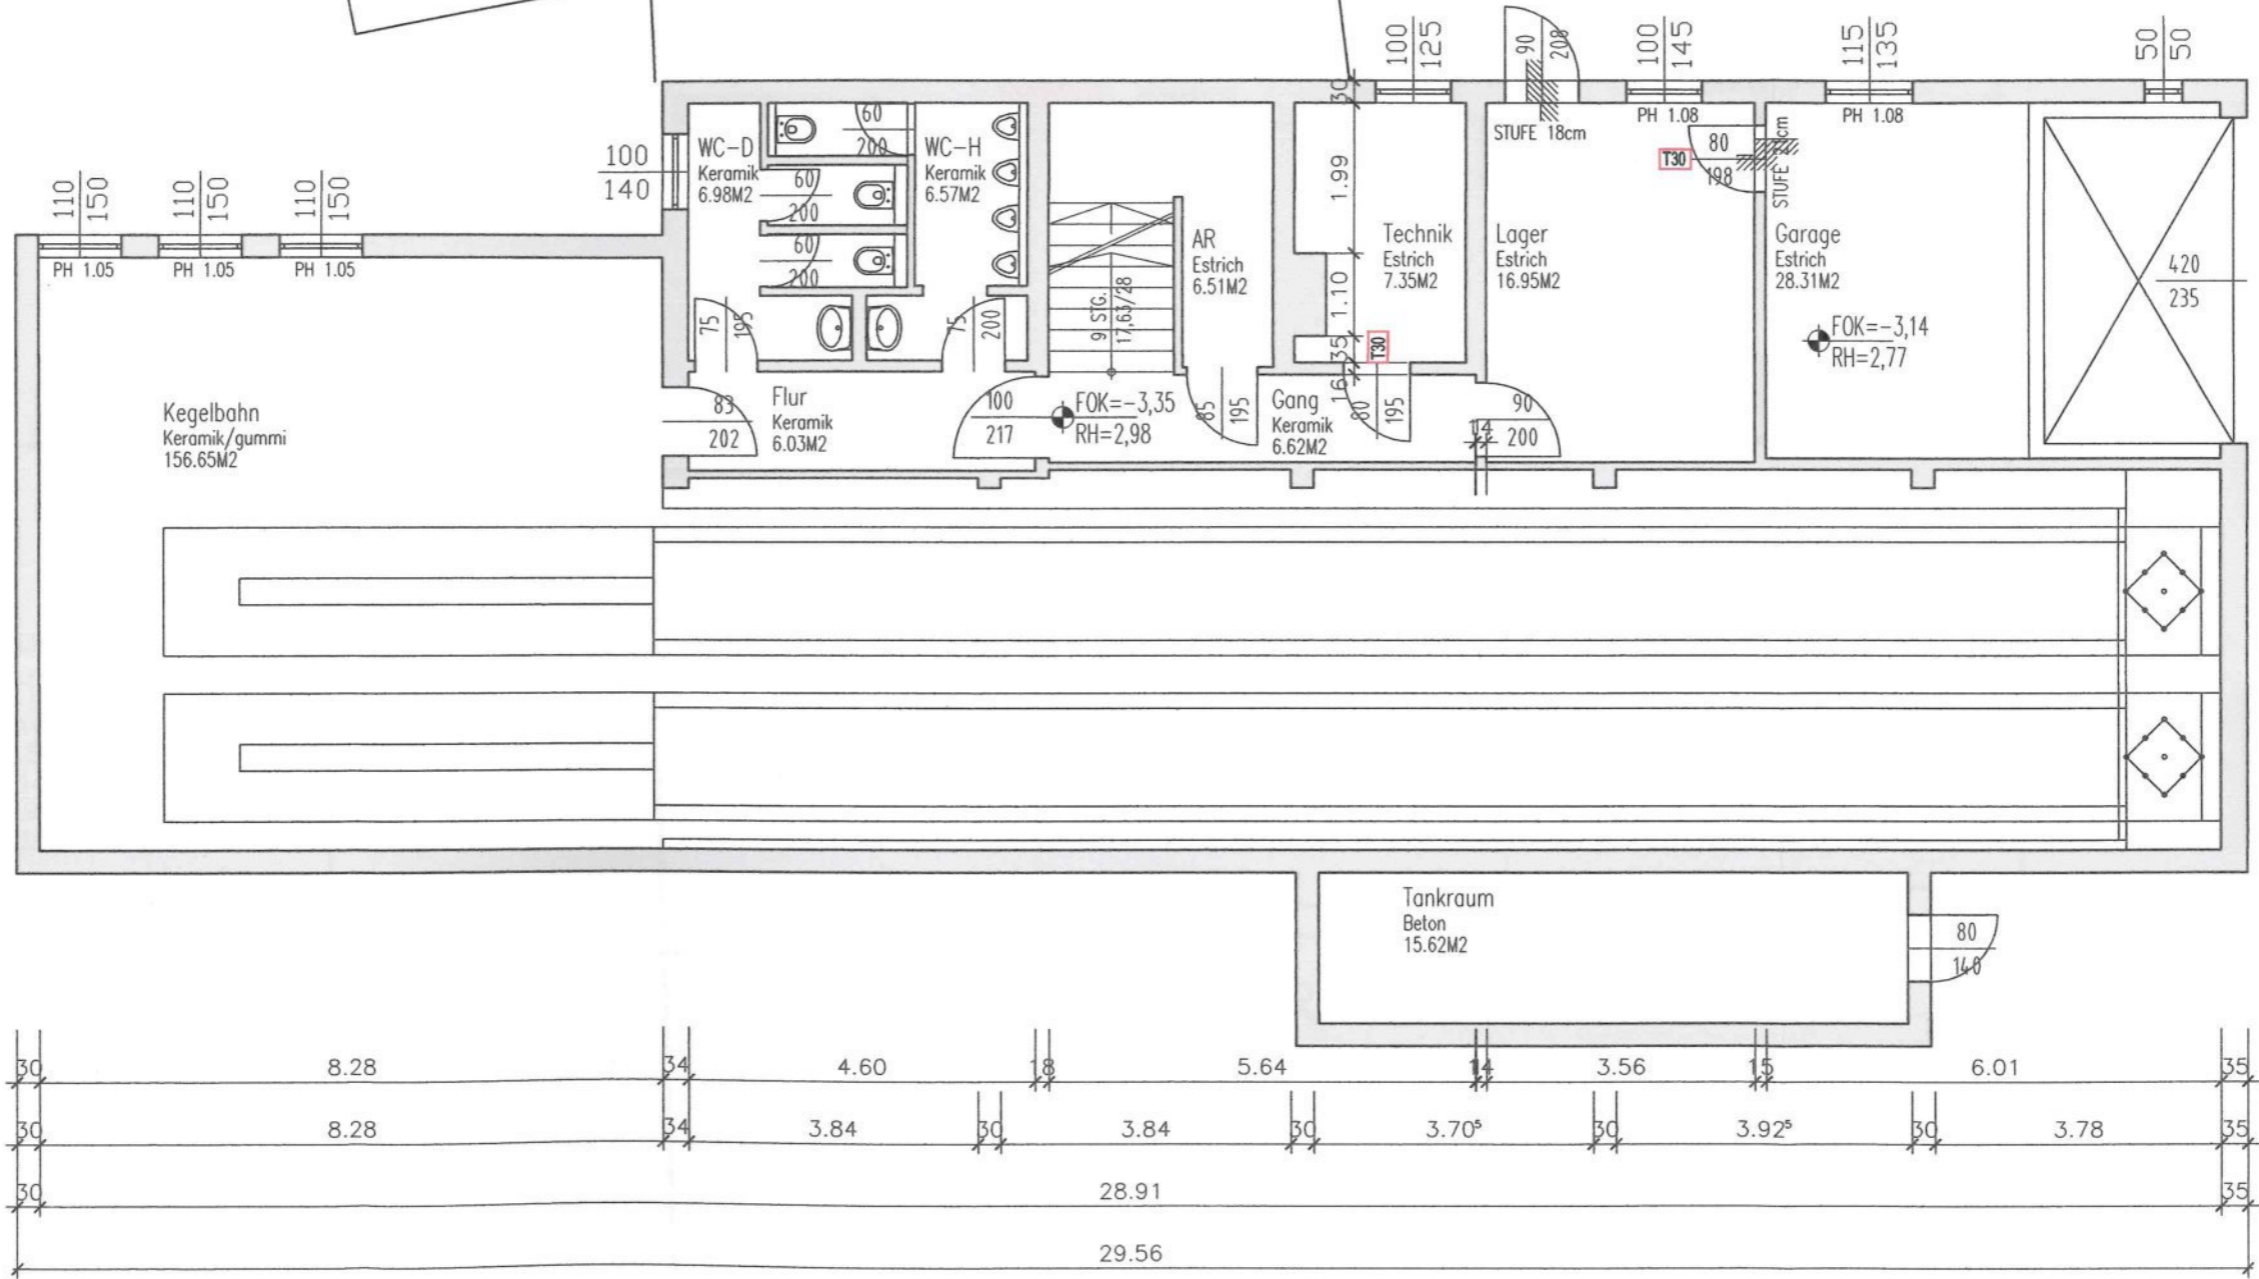 100
125
90
208
100
145
115
135
50
50
30
60
200
WC-D
Keramik
6.98M2
WC-H
Keramik
6.57M2
STUFE 18cm
PH 1.08
PH 1.08
80
198
T30
STUFE
100
140
60
200
60
200
110
150
110
150
110
150
PH 1.05
PH 1.05
PH 1.05
1.99
AR
Estrich
6.51M2
Technik
Estrich
7.35M2
Lager
Estrich
16.95M2
Garage
Estrich
28.31M2
420
235
9 STG.
17,63/28
1.10
75
195
75
200
T30
35
16
FOK=-3,14
RH=2,77
Kegelbahn
Keramik/gummi
156.65M2
83
202
Flur
Keramik
6.03M2
100
217
FOK=-3,35
RH=2,98
85
195
Gang
Keramik
6.62M2
80
195
14
90
200
Tankraum
Beton
15.62M2
80
140
30 8.28 34 4.60 18 5.64 14 3.56 15 6.01 35
30 8.28 34 3.84 30 3.84 30 3.70⁵ 30 3.92⁵ 30 3.78 35
30 28.91 35
29.56